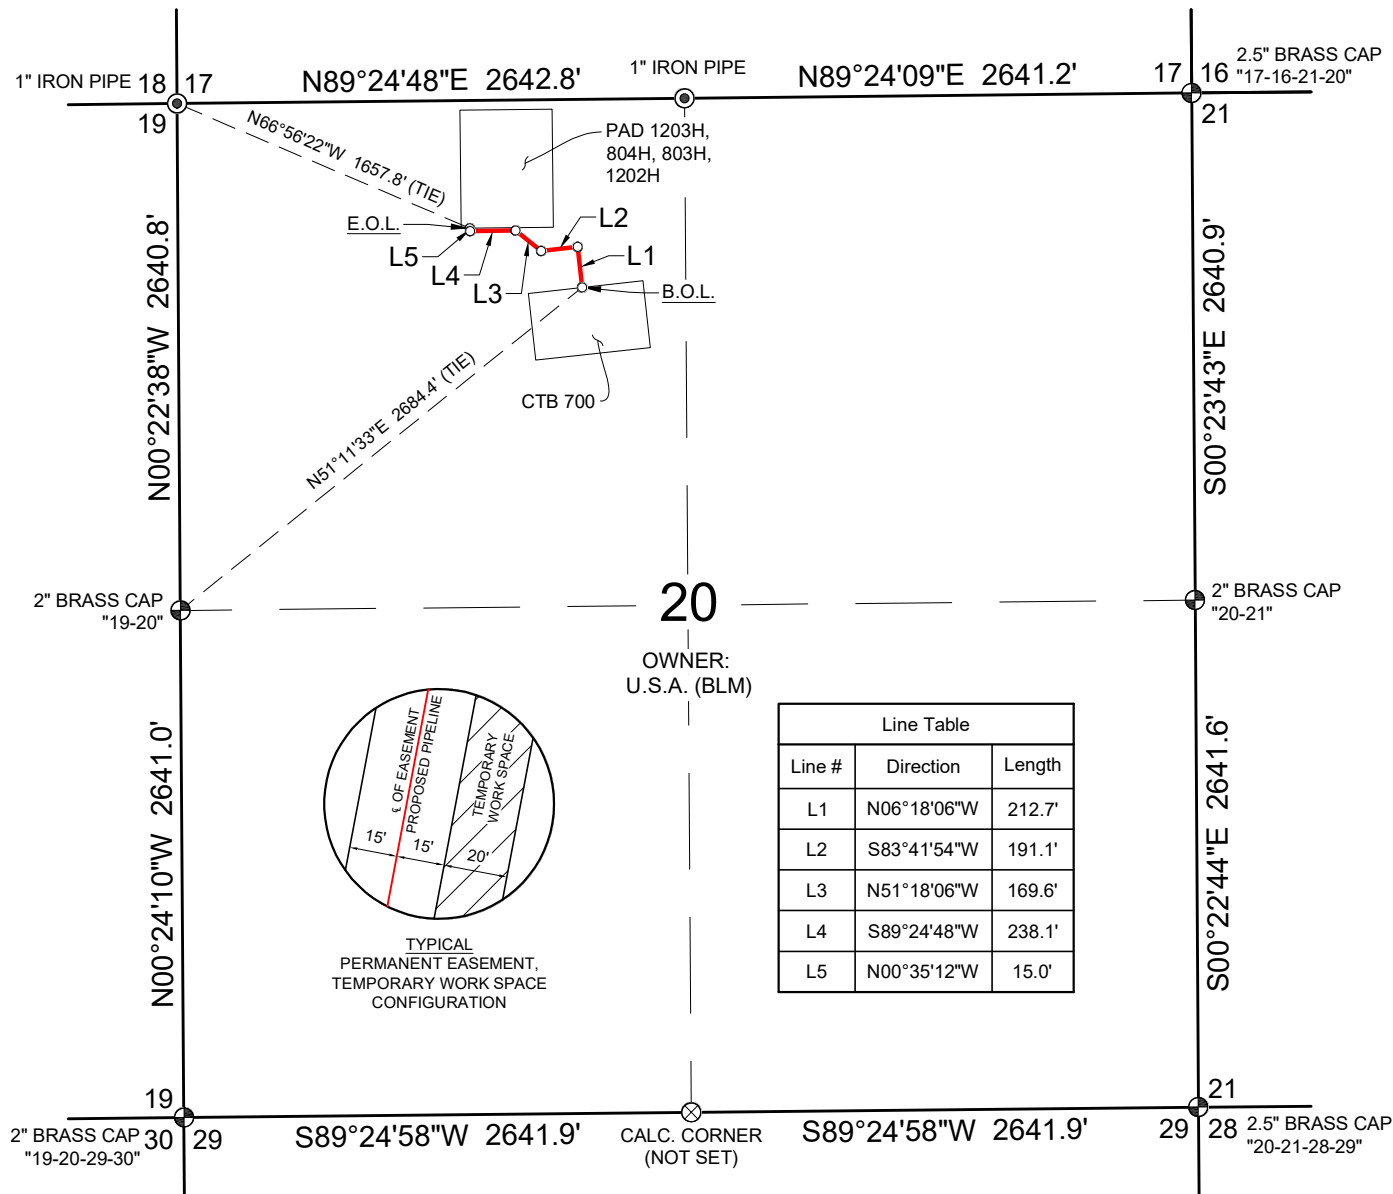 1" IRON PIPE
18 17
19
N89°24'48"E 2642.8'
1" IRON PIPE
N89°24'09"E 2641.2'
17 16
21
2.5" BRASS CAP
"17-16-21-20"
N66°56'22"W 1657.8' (TIE)
PAD 1203H,
804H, 803H,
1202H
E.O.L.
L5
L4
L3
L2
L1
B.O.L.
CTB 700
N00°22'38"W 2640.8'
S00°23'43"E 2640.9'
N51°11'33"E 2684.4' (TIE)
2" BRASS CAP
"19-20"
20
2" BRASS CAP
"20-21"
OWNER:
U.S.A. (BLM)
N00°24'10"W 2641.0'
S00°22'44"E 2641.6'
℄ OF EASEMENT
PROPOSED PIPELINE
TEMPORARY
WORK SPACE
15'
15'
20'
TYPICAL
PERMANENT EASEMENT,
TEMPORARY WORK SPACE
CONFIGURATION
Line Table
Line # Direction Length
L1 N06°18'06"W 212.7'
L2 S83°41'54"W 191.1'
L3 N51°18'06"W 169.6'
L4 S89°24'48"W 238.1'
L5 N00°35'12"W 15.0'
19
30 29
2" BRASS CAP
"19-20-29-30"
S89°24'58"W 2641.9'
CALC. CORNER
(NOT SET)
S89°24'58"W 2641.9'
21
29 28
2.5" BRASS CAP
"20-21-28-29"